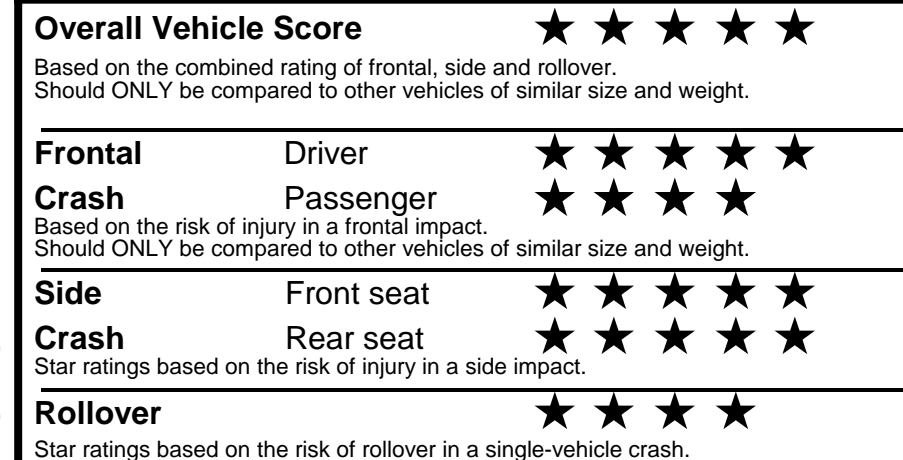 Overall Vehicle Score ★ ★ ★ ★ ★
Based on the combined rating of frontal, side and rollover.
Should ONLY be compared to other vehicles of similar size and weight.
Frontal Driver ★ ★ ★ ★ ★
Crash Passenger ★ ★ ★ ★
Based on the risk of injury in a frontal impact.
Should ONLY be compared to other vehicles of similar size and weight.
Side Front seat ★ ★ ★ ★ ★
Crash Rear seat ★ ★ ★ ★ ★
Star ratings based on the risk of injury in a side impact.
Rollover ★ ★ ★ ★
Star ratings based on the risk of rollover in a single-vehicle crash.